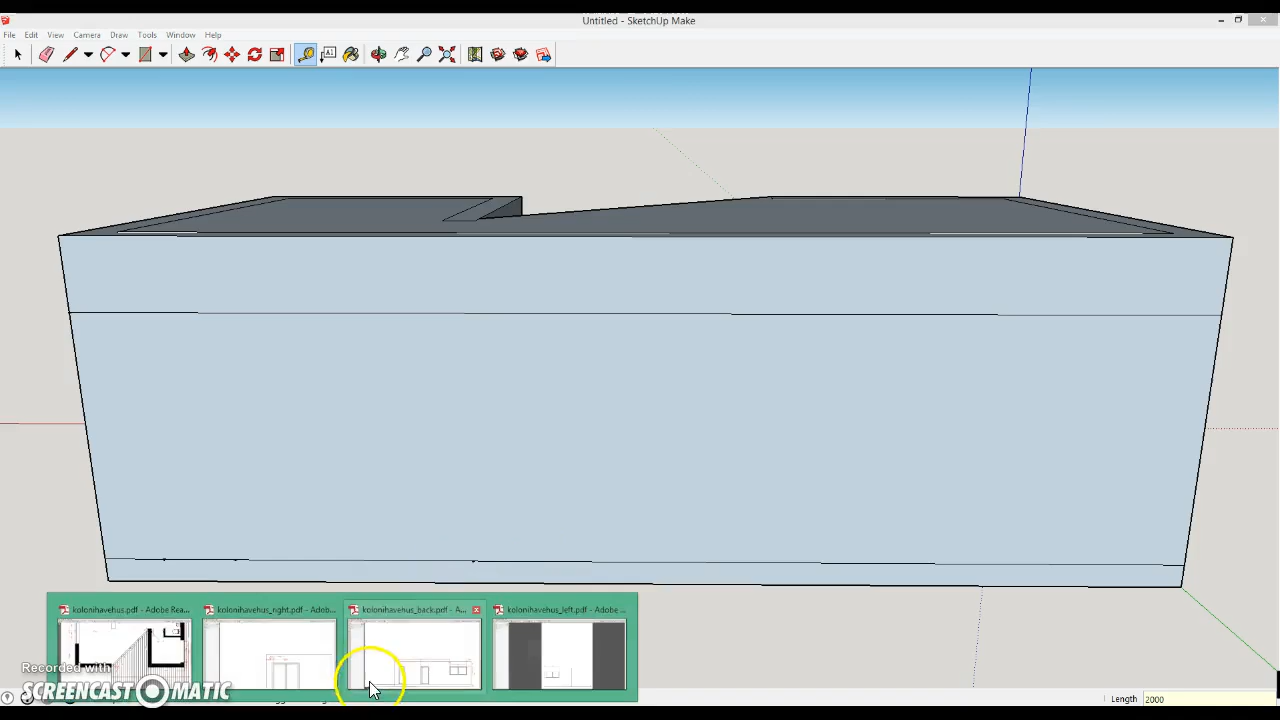 Untitled - SketchUp Make
File Edit View Camera Draw Tools Window Help
A1
kolonihavehus.pdf - Adobe Rea... kolonihavehus_right.pdf - Adob... kolonihavehus_back.pdf - A... kolonihavehus_left.pdf - Adobe ...
Recorded with
SCREENCAST MATIC
Length 2000